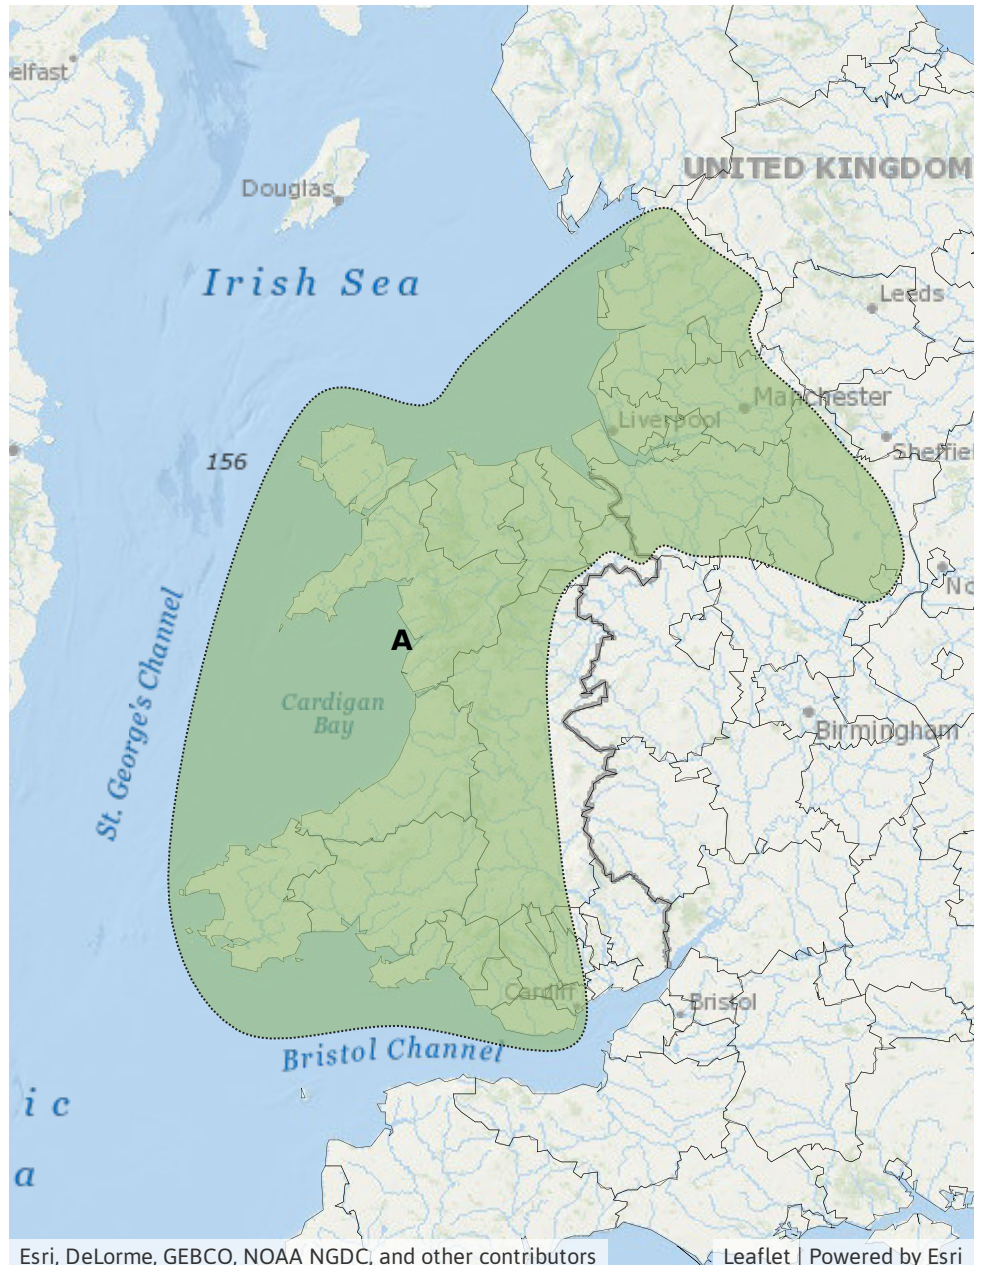 elfast
UNITED KINGDOM
Douglas
Irish Sea
Leeds
Manchester
Liverpool
Sheffiel
156
No
A
St. George's Channel
Cardigan
Bay
Birmingham
Cardiff
Bristol
Bristol Channel
i c
a
Esri, DeLorme, GEBCO, NOAA NGDC, and other contributors
Leaflet | Powered by Esri